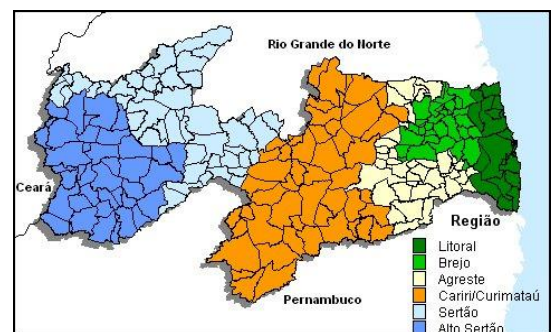 Rio Grande do Norte
Ceará
Pernambuco
Região
Litoral
Brejo
Agreste
Cariri/Curimataú
Sertão
Alto Sertão